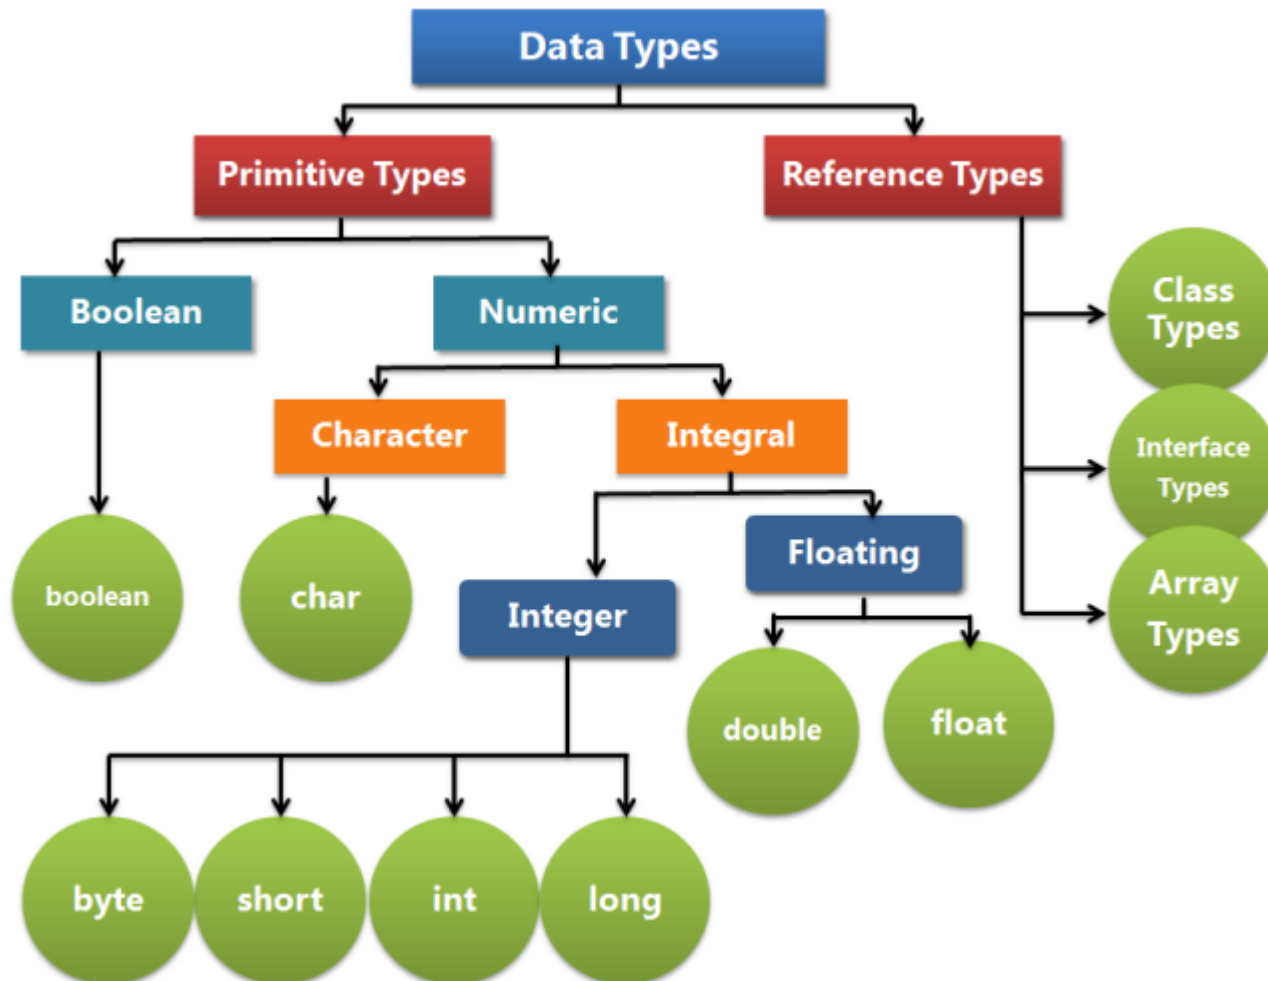 Data Types
Primitive Types
Reference Types
Boolean
Numeric
Class
Types
Character
Integral
Interface
Types
Floating
boolean
char
Integer
Array
Types
double
float
byte
short
int
long